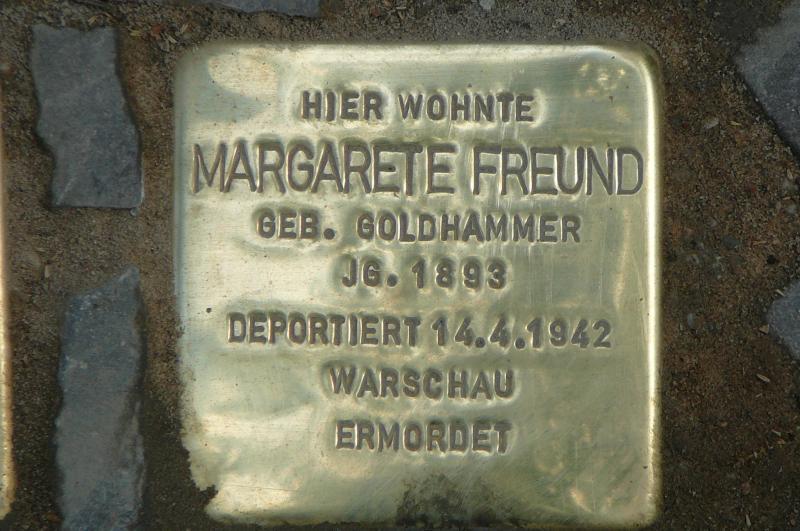 HIER WOHNTE
MARGARETE FREUND
GEB. GOLDHAMMER
JG. 1893
DEPORTIERT 14.4.1942
WARSCHAU
ERMORDET